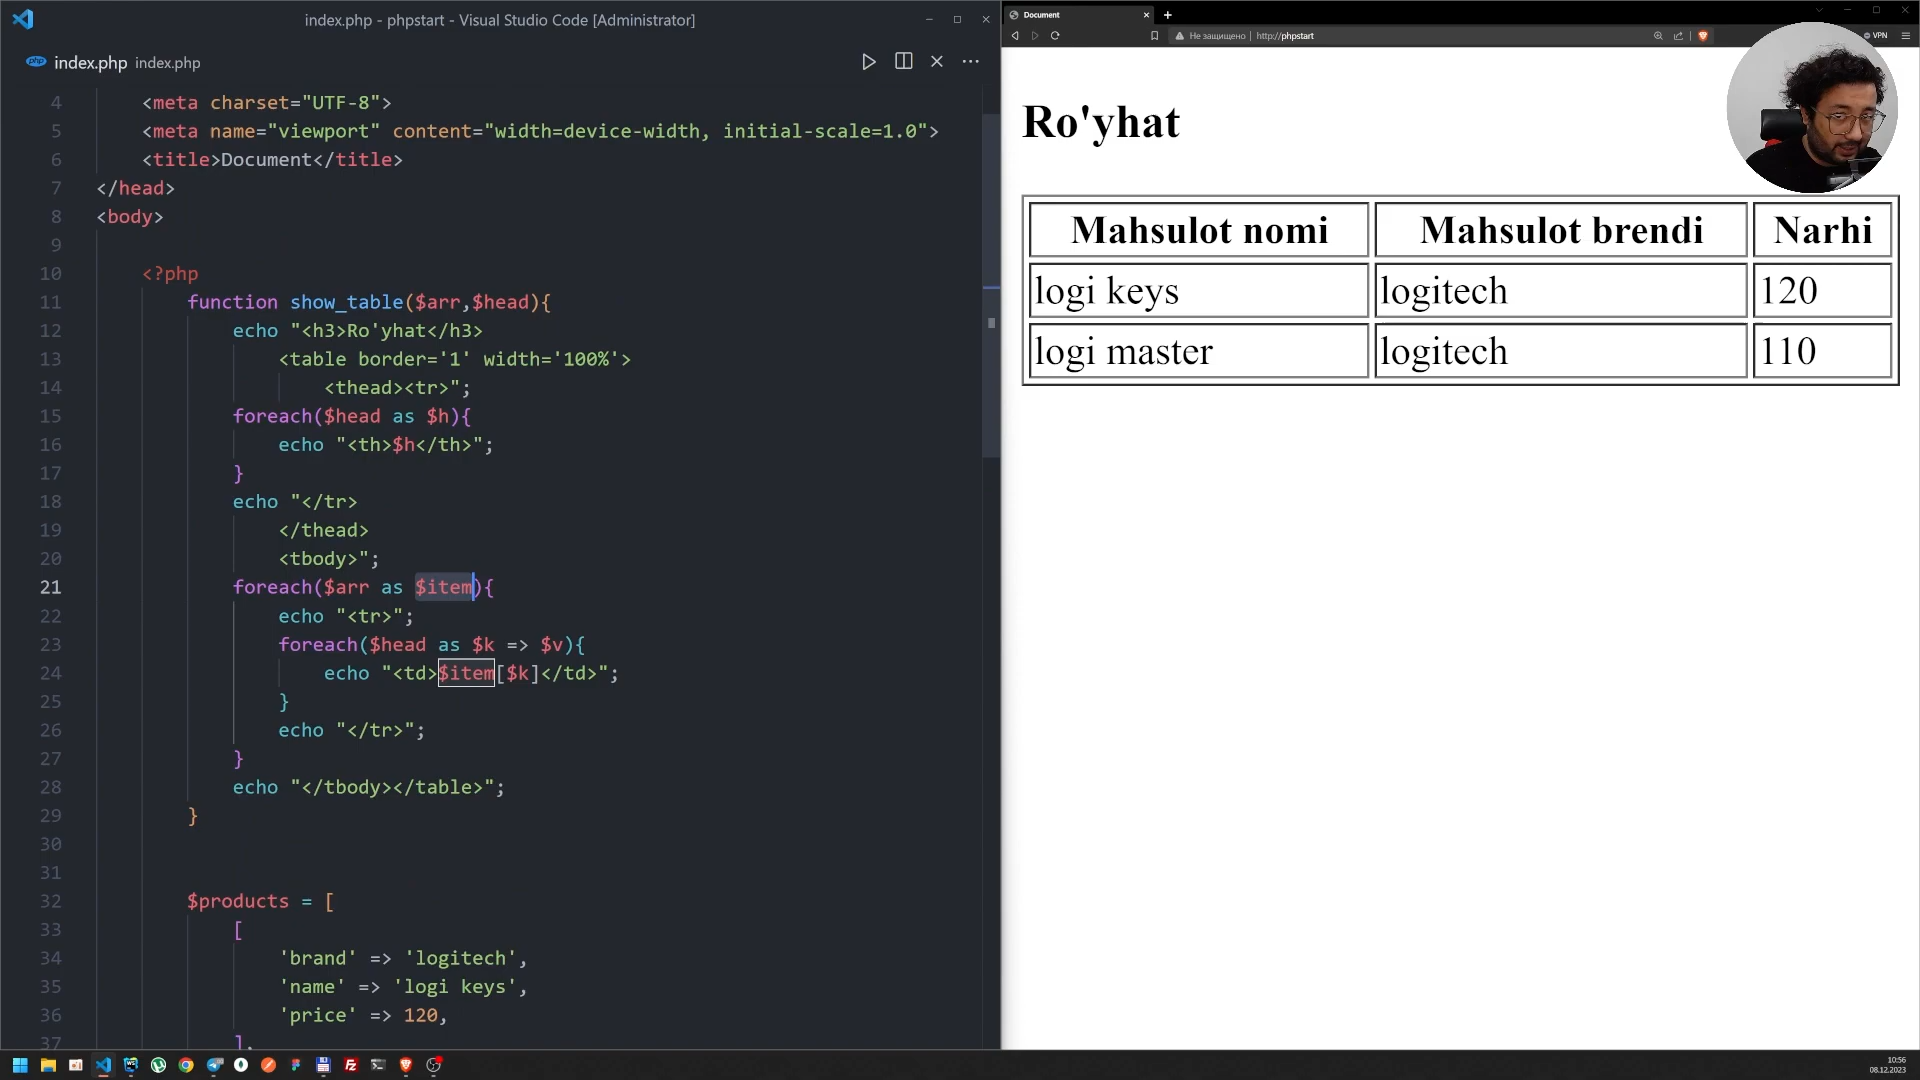 index.php - phpstart - Visual Studio Code [Administrator]
index.php index.php
4 <meta charset="UTF-8">
5 <meta name="viewport" content="width=device-width, initial-scale=1.0">
6 <title>Document</title>
7 </head>
8 <body>
9
10 <?php
11 function show_table($arr,$head){
12 echo "<h3>Ro'yhat</h3>
13 <table border='1' width='100%'>
14 <thead><tr>";
15 foreach($head as $h){
16 echo "<th>$h</th>";
17 }
18 echo "</tr>
19 </thead>
20 <tbody>";
21 foreach($arr as $item){
22 echo "<tr>";
23 foreach($head as $k => $v){
24 echo "<td>$item[$k]</td>";
25 }
26 echo "</tr>";
27 }
28 echo "</tbody></table>";
29 }
30
31
32 $products = [
33 [
34 'brand' => 'logitech',
35 'name' => 'logi keys',
36 'price' => 120,
37 ],
Document
Не защищено | http://phpstart
VPN
Ro'yhat
Mahsulot nomi Mahsulot brendi Narhi
logi keys logitech 120
logi master logitech 110
10:56
08.12.2023